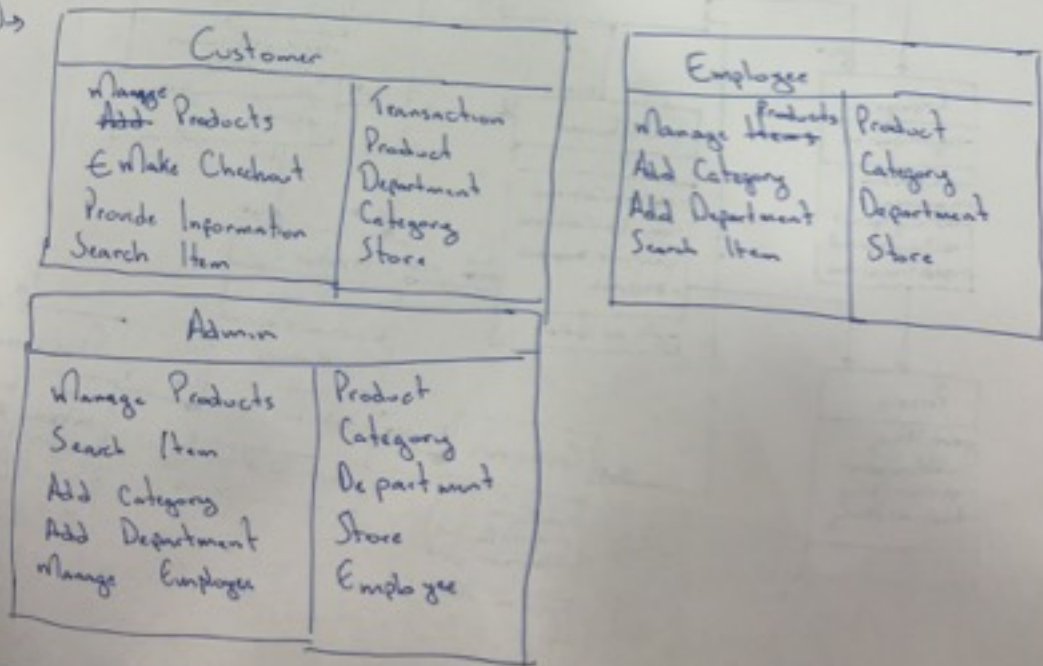 Customer
Manage
Add Products
E Make Checkout
Provide Information
Search Item
Transaction
Product
Department
Category
Store
Employee
Products
Manage Items
Add Category
Add Department
Search Item
Product
Category
Department
Store
Admin
Manage Products
Search Item
Add Category
Add Department
Manage Employee
Product
Category
Department
Store
Employee